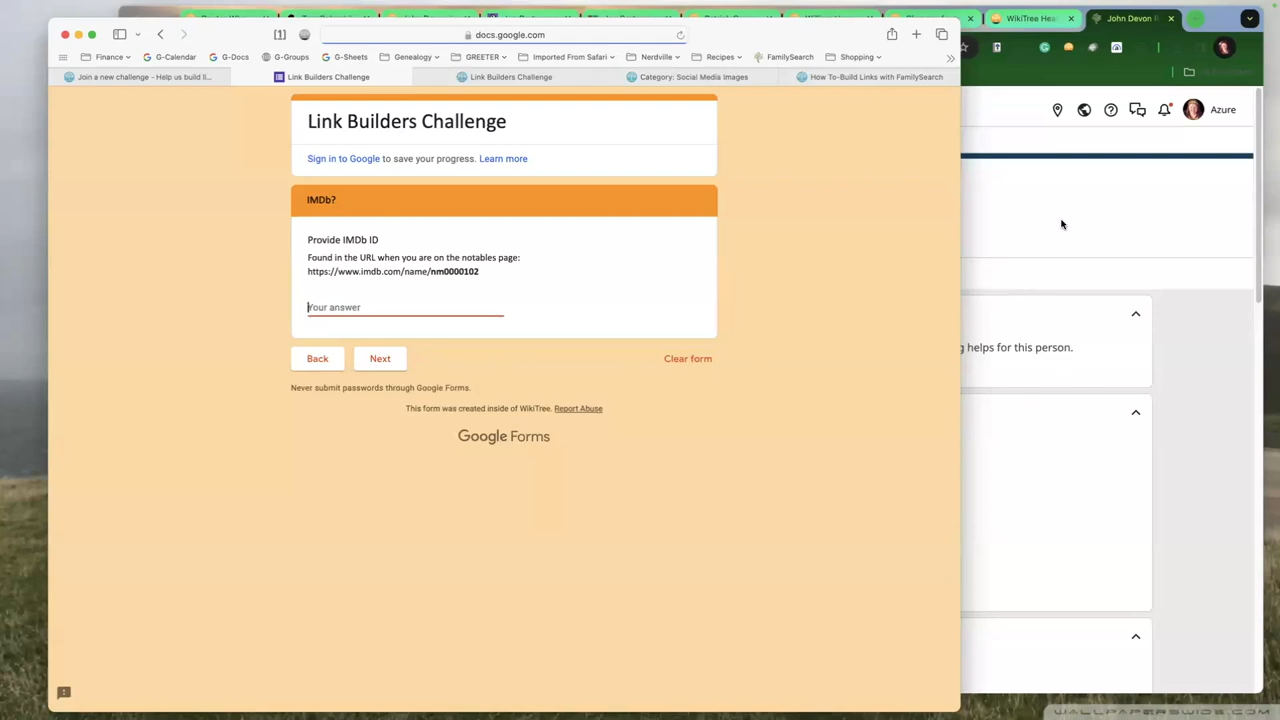 WikiTree Hea
John Devon R
docs.google.com
Finance
G-Calendar
G-Docs
G-Groups
G-Sheets
Genealogy
GREETER
Imported From Safari
Nerdville
Recipes
FamilySearch
Shopping
Join a new challenge - Help us build li...
Link Builders Challenge
Link Builders Challenge
Category: Social Media Images
How To-Build Links with FamilySearch
Azure
Link Builders Challenge
Sign in to Google to save your progress. Learn more
IMDb?
Provide IMDb ID
Found in the URL when you are on the notables page:
https://www.imdb.com/name/nm0000102
Your answer
g helps for this person.
Back
Next
Clear form
Never submit passwords through Google Forms.
This form was created inside of WikiTree. Report Abuse
Google Forms
WALLPAPERSWIDE.COM